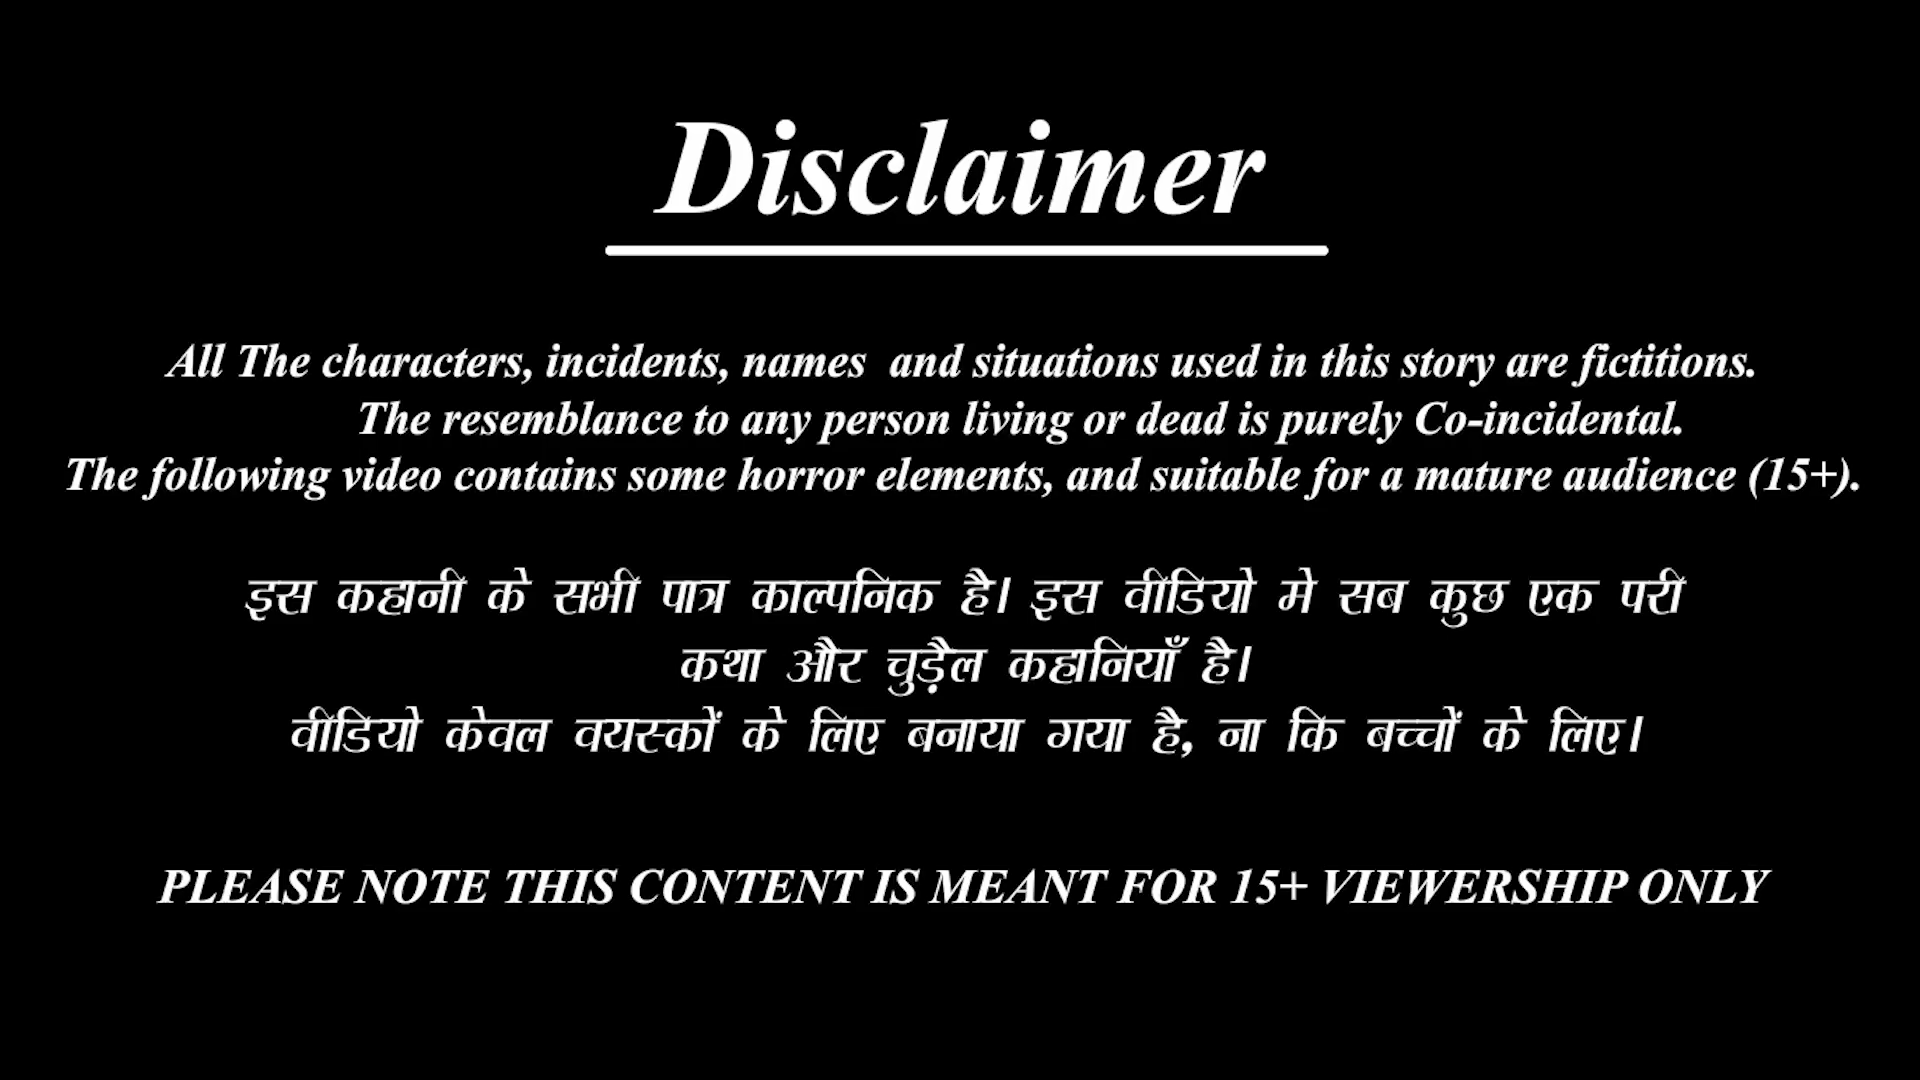 Disclaimer
All The characters, incidents, names and situations used in this story are fictitions.
The resemblance to any person living or dead is purely Co-incidental.
The following video contains some horror elements, and suitable for a mature audience (15+).
इस कहानी के सभी पात्र काल्पनिक है। इस वीडियो मे सब कुछ एक परी
कथा और चुड़ैल कहानियाँ है।
वीडियो केवल वयस्कों के लिए बनाया गया है, ना कि बच्चों के लिए।
PLEASE NOTE THIS CONTENT IS MEANT FOR 15+ VIEWERSHIP ONLY